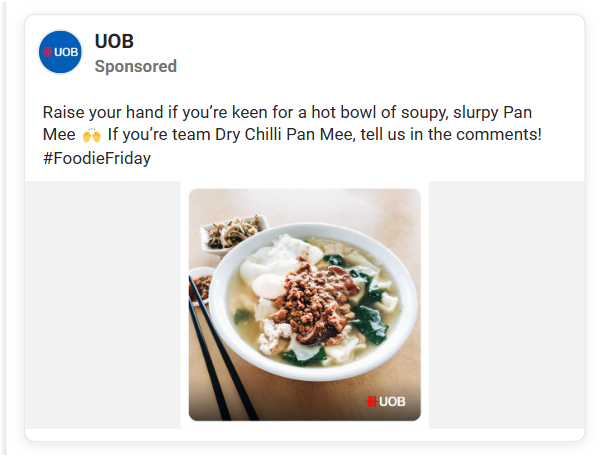 UOB
UOB
Sponsored
Raise your hand if you’re keen for a hot bowl of soupy, slurpy Pan
Mee 🙌 If you’re team Dry Chilli Pan Mee, tell us in the comments!
#FoodieFriday
UOB